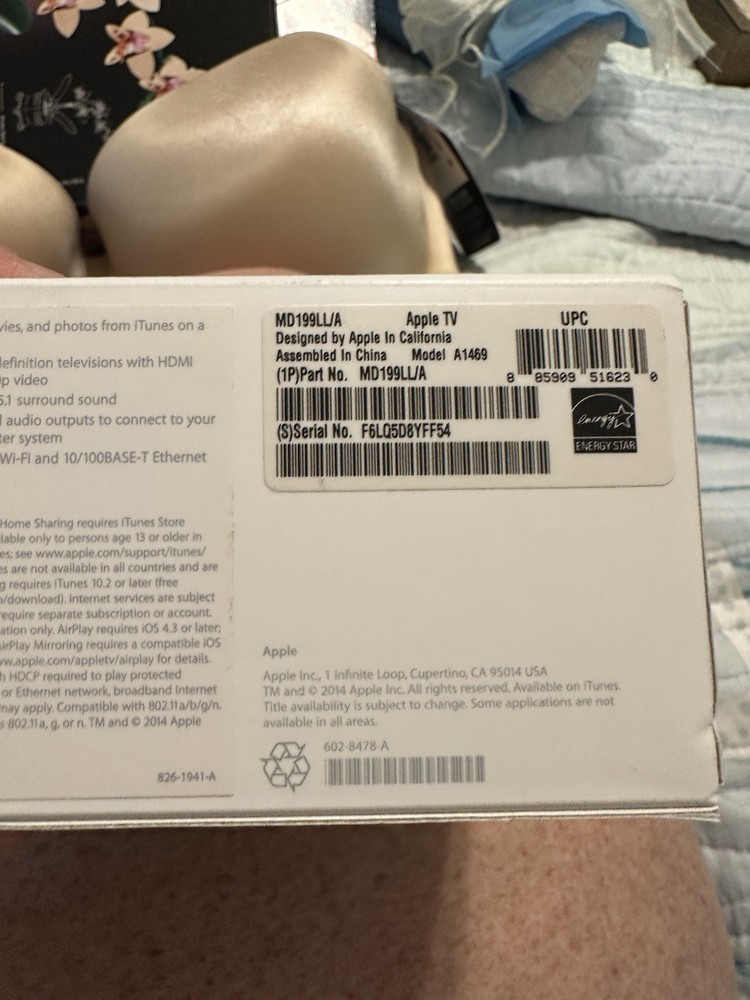 vies, and photos from iTunes on a
definition televisions with HDMI
p video
5.1 surround sound
l audio outputs to connect to your
ter system
Wi-Fi and 10/100BASE-T Ethernet
Home Sharing requires iTunes Store
lable only to persons age 13 or older in
es; see www.apple.com/support/itunes/
es are not available in all countries and are
g requires iTunes 10.2 or later (free
/download). Internet services are subject
require separate subscription or account.
ation only. AirPlay requires iOS 4.3 or later;
AirPlay Mirroring requires a compatible iOS
ww.apple.com/appletv/airplay for details.
h HDCP required to play protected
or Ethernet network, broadband Internet
may apply. Compatible with 802.11a/b/g/n.
s 802.11a, g, or n. TM and © 2014 Apple
826-1941-A
MD199LL/A Apple TV UPC
Designed by Apple In California
Assembled In China Model A1469
(1P)Part No. MD199LL/A
8 85909 51623 0
(S)Serial No. F6LQ5D8YFF54
energy
ENERGY STAR
Apple
Apple Inc., 1 Infinite Loop, Cupertino, CA 95014 USA
TM and © 2014 Apple Inc. All rights reserved. Available on iTunes.
Title availability is subject to change. Some applications are not
available in all areas.
602-8478-A